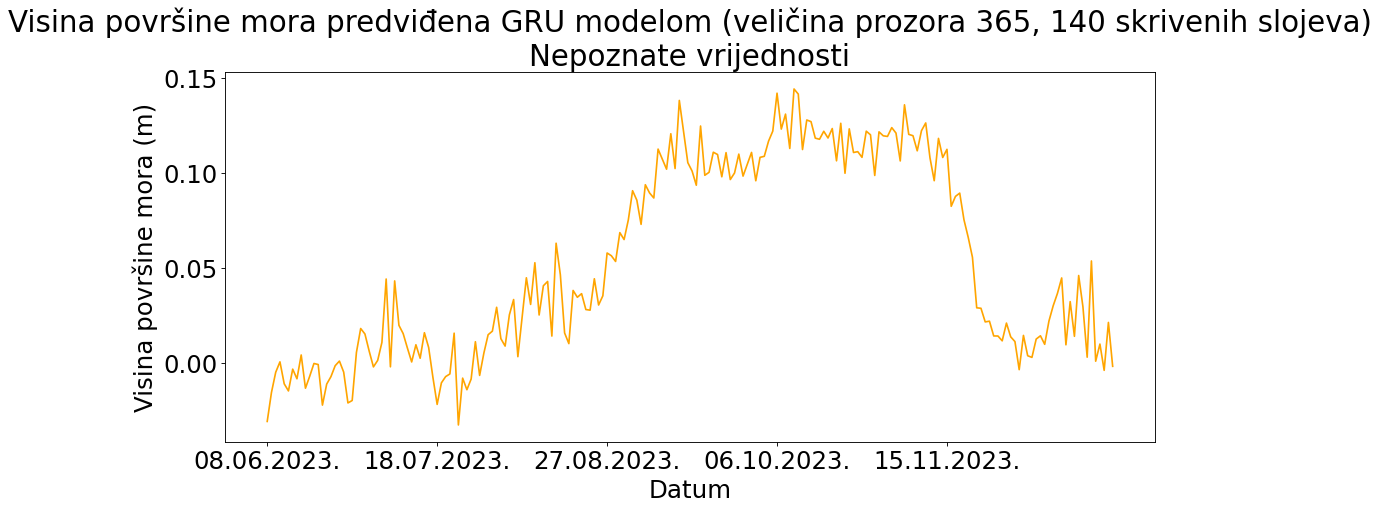 Visina površine mora predviđena GRU modelom (veličina prozora 365, 140 skrivenih slojeva)
Nepoznate vrijednosti
0.15
0.10
0.05
0.00
Visina površine mora (m)
08.06.2023. 18.07.2023. 27.08.2023. 06.10.2023. 15.11.2023.
Datum